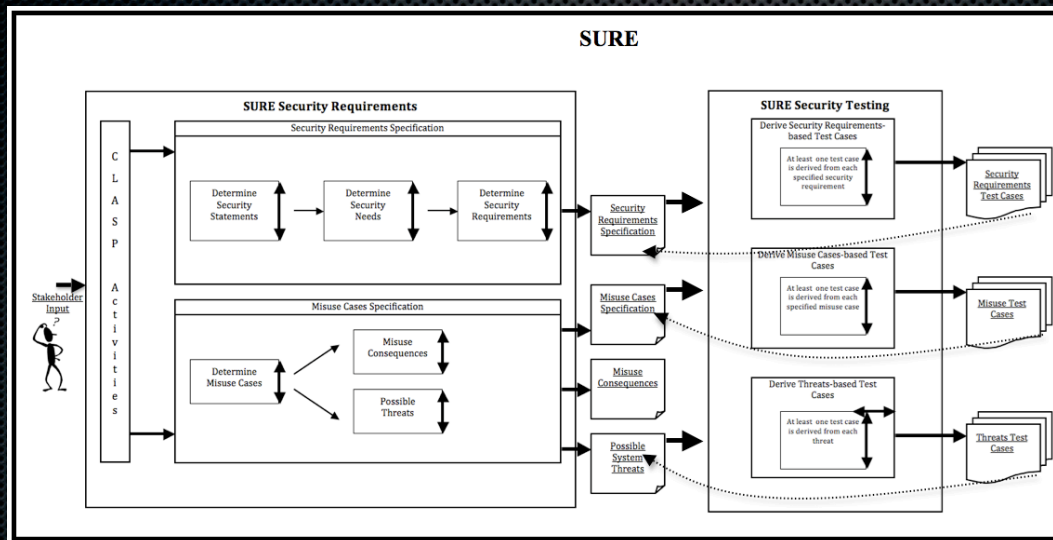 SURE
SURE Security Requirements
Security Requirements Specification
C
L
A
S
P
A
c
t
i
v
i
t
i
e
s
Determine
Security
Statements
Determine
Security
Needs
Determine
Security
Requirements
Stakeholder
Input
?
Misuse Cases Specification
Determine
Misuse Cases
Misuse
Consequences
Possible
Threats
Security
Requirements
Specification
Misuse Cases
Specification
Misuse
Consequences
Possible
System
Threats
SURE Security Testing
Derive Security Requirements-
based Test Cases
At least one test case
is derived from each
specified security
requirement
Derive Misuse Cases-based Test
Cases
At least one test case
is derived from each
specified misuse case
Derive Threats-based Test
Cases
At least one test case
is derived from each
threat
Security
Requirements
Test Cases
Misuse Test
Cases
Threats Test
Cases